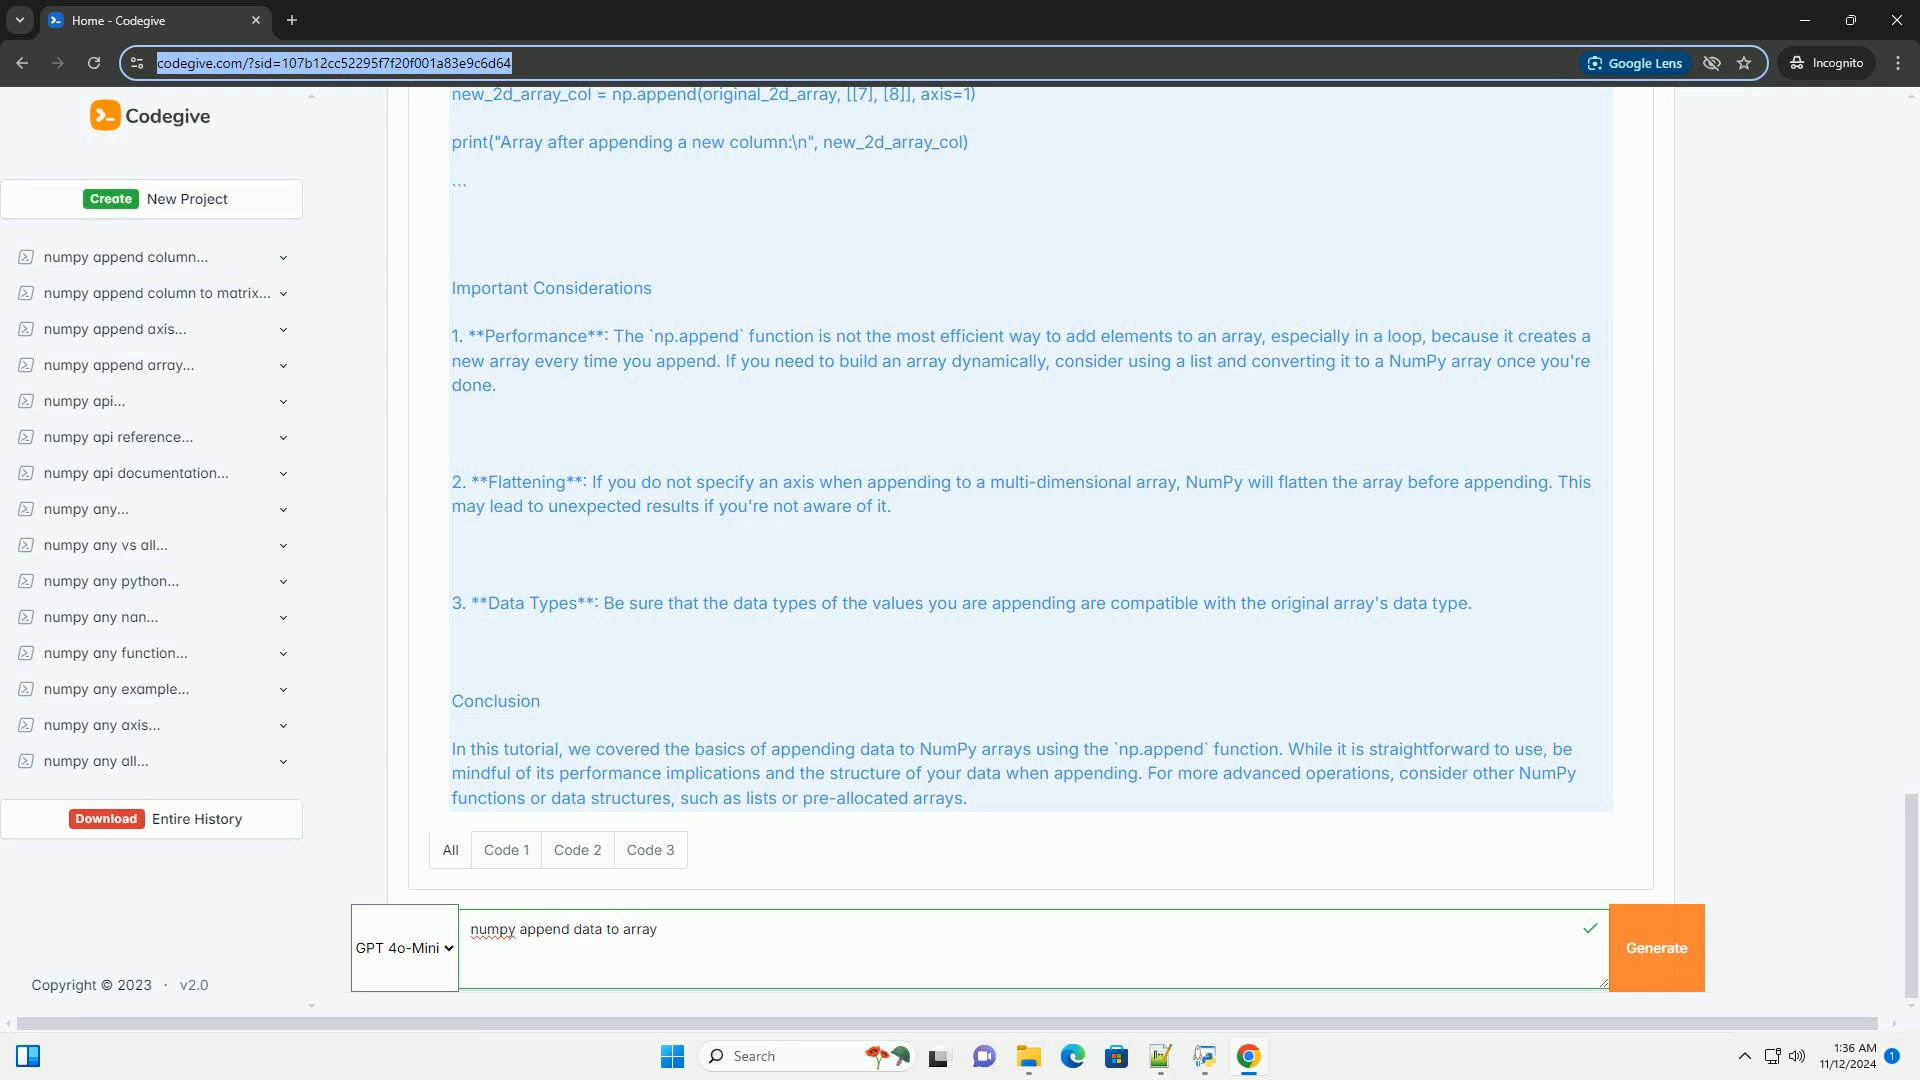 Home - Codegive
codegive.com/?sid=107b12cc52295f7f20f001a83e9c6d64
Google Lens
Incognito
Codegive
Create New Project
numpy append column...
numpy append column to matrix...
numpy append axis...
numpy append array...
numpy api...
numpy api reference...
numpy api documentation...
numpy any...
numpy any vs all...
numpy any python...
numpy any nan...
numpy any function...
numpy any example...
numpy any axis...
numpy any all...
Download Entire History
Copyright © 2023 · v2.0
new_2d_array_col = np.append(original_2d_array, [[7], [8]], axis=1)
print("Array after appending a new column:\n", new_2d_array_col)
```
Important Considerations
1. **Performance**: The `np.append` function is not the most efficient way to add elements to an array, especially in a loop, because it creates a
new array every time you append. If you need to build an array dynamically, consider using a list and converting it to a NumPy array once you're
done.
2. **Flattening**: If you do not specify an axis when appending to a multi-dimensional array, NumPy will flatten the array before appending. This
may lead to unexpected results if you're not aware of it.
3. **Data Types**: Be sure that the data types of the values you are appending are compatible with the original array's data type.
Conclusion
In this tutorial, we covered the basics of appending data to NumPy arrays using the `np.append` function. While it is straightforward to use, be
mindful of its performance implications and the structure of your data when appending. For more advanced operations, consider other NumPy
functions or data structures, such as lists or pre-allocated arrays.
All Code 1 Code 2 Code 3
GPT 4o-Mini
numpy append data to array
Generate
Search
1:36 AM
11/12/2024
1